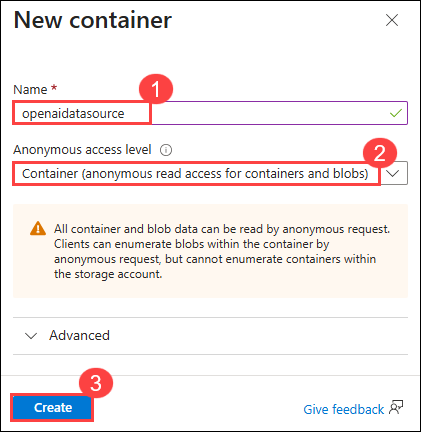 New container
Name *
1
openaidatasource
Anonymous access level
2
Container (anonymous read access for containers and blobs)
All container and blob data can be read by anonymous request.
Clients can enumerate blobs within the container by
anonymous request, but cannot enumerate containers within
the storage account.
Advanced
3
Create
Give feedback